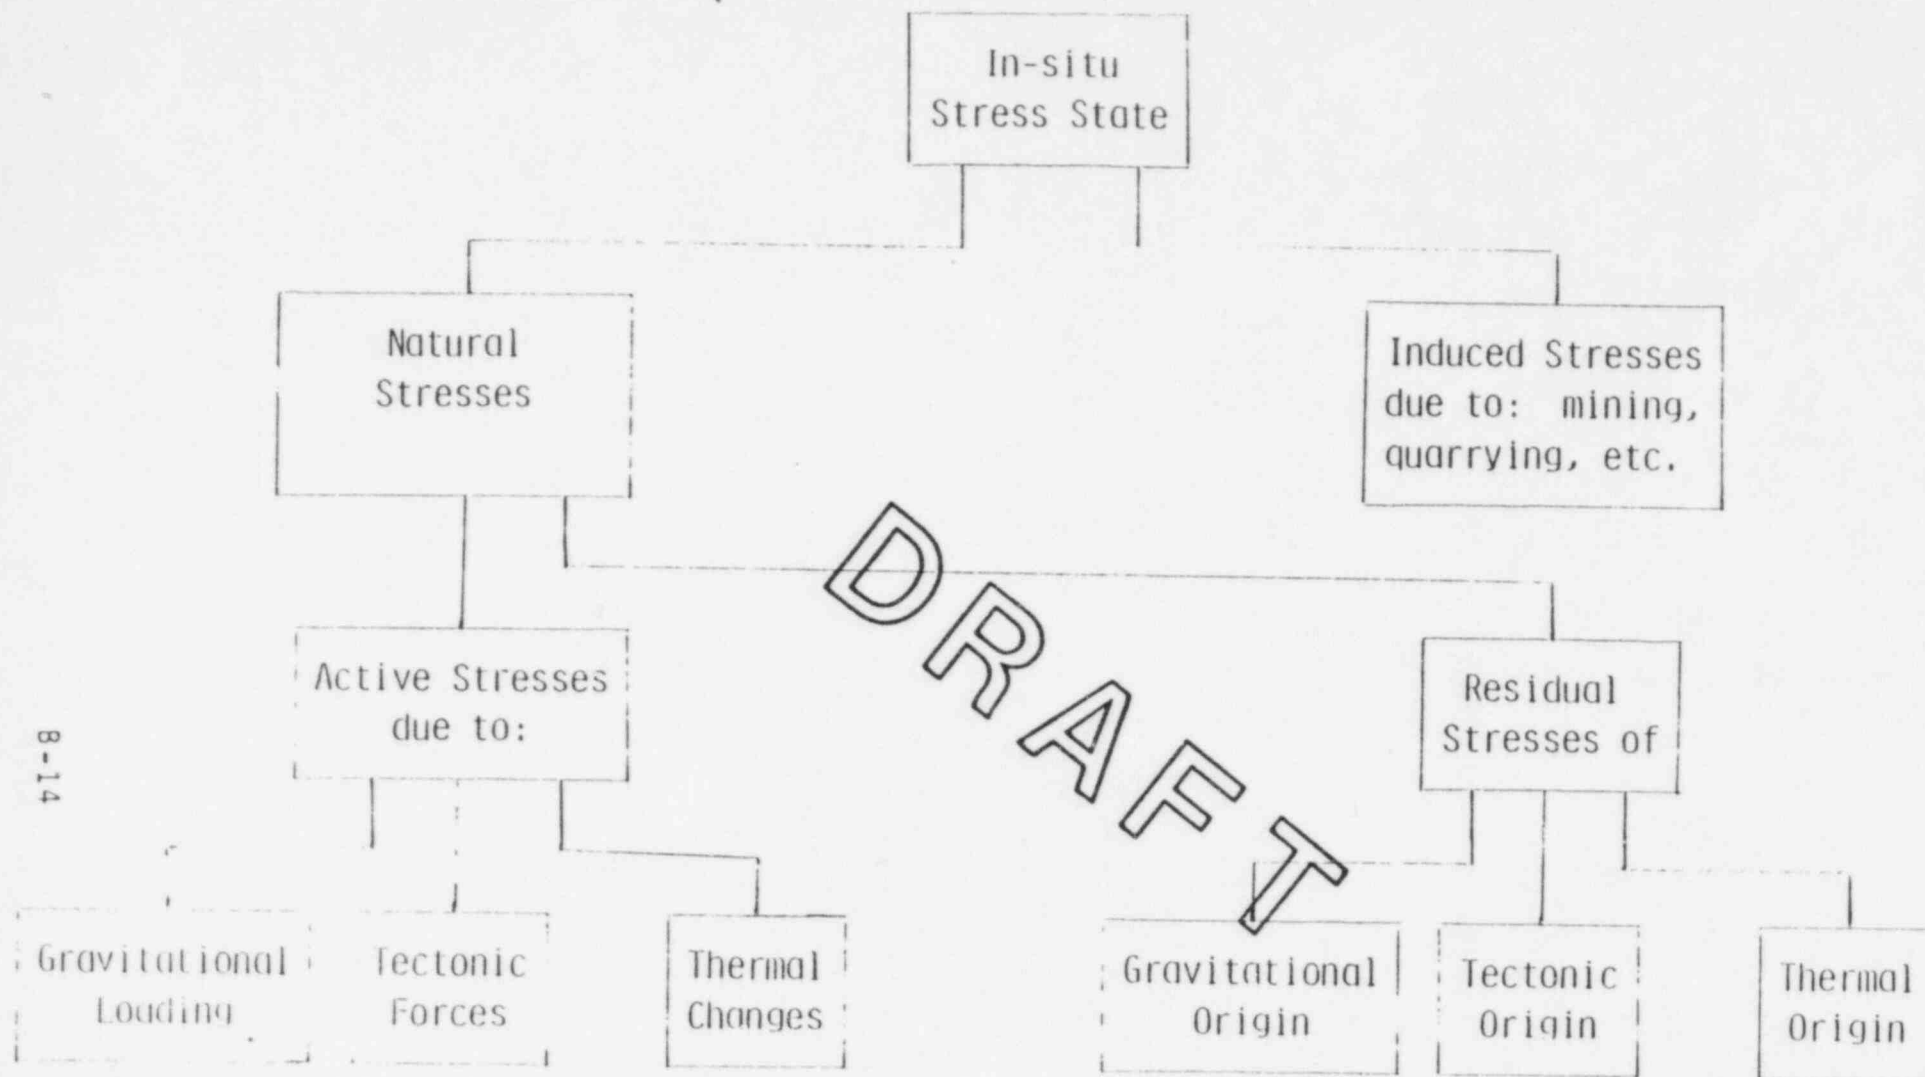 In-situ
Stress State
Natural
Stresses
Induced Stresses
due to: mining,
quarrying, etc.
DRAFT
Active Stresses
due to:
Residual
Stresses of
B-14
Gravitational
Loading
Tectonic
Forces
Thermal
Changes
Gravitational
Origin
Tectonic
Origin
Thermal
Origin